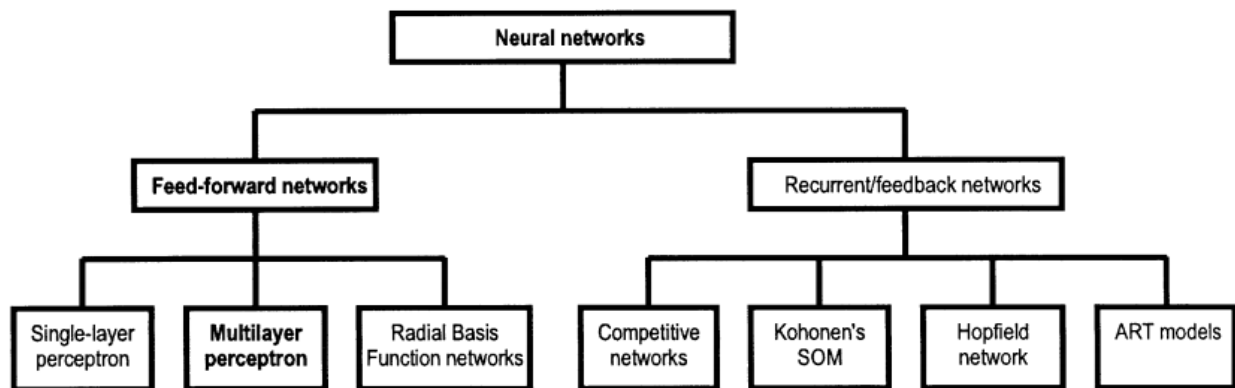 Neural networks
Feed-forward networks
Recurrent/feedback networks
Single-layer
perceptron
Multilayer
perceptron
Radial Basis
Function networks
Competitive
networks
Kohonen's
SOM
Hopfield
network
ART models